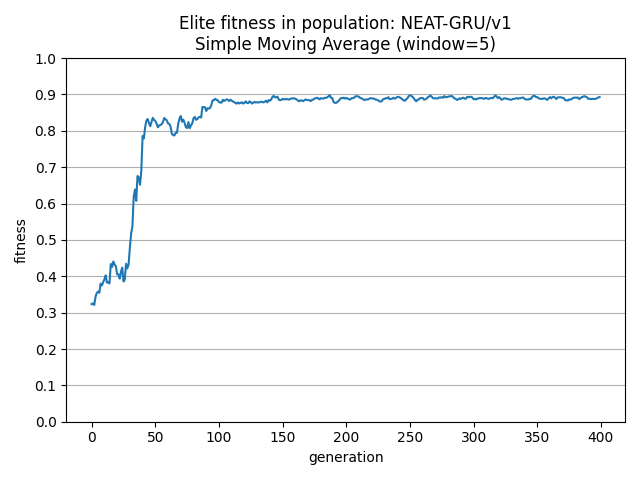 Elite fitness in population: NEAT-GRU/v1
Simple Moving Average (window=5)
1.0
0.9
0.8
0.7
0.6
0.5
0.4
0.3
0.2
0.1
0.0
fitness
0 50 100 150 200 250 300 350 400
generation